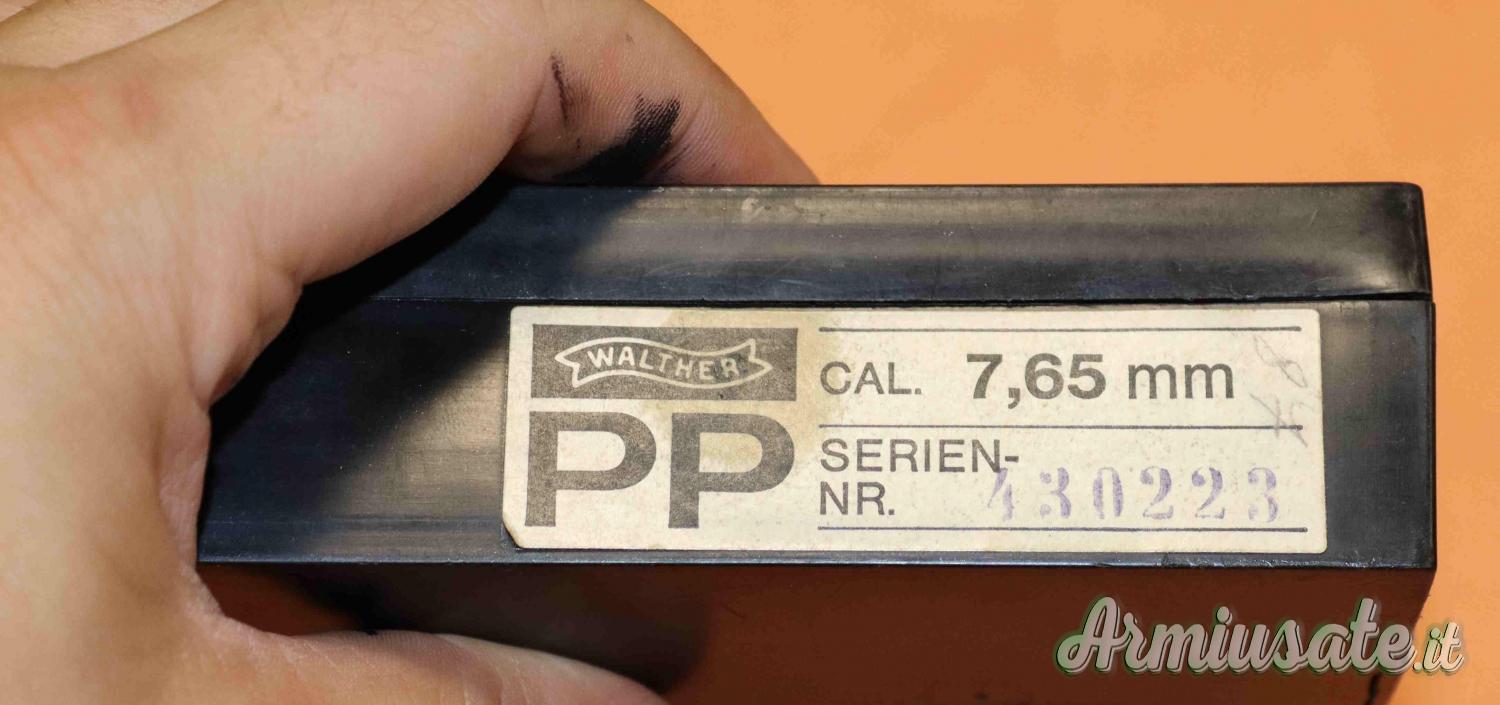 WALTHER
PP
CAL. 7,65 mm
SERIEN-
NR. 430223
Armiusate.it